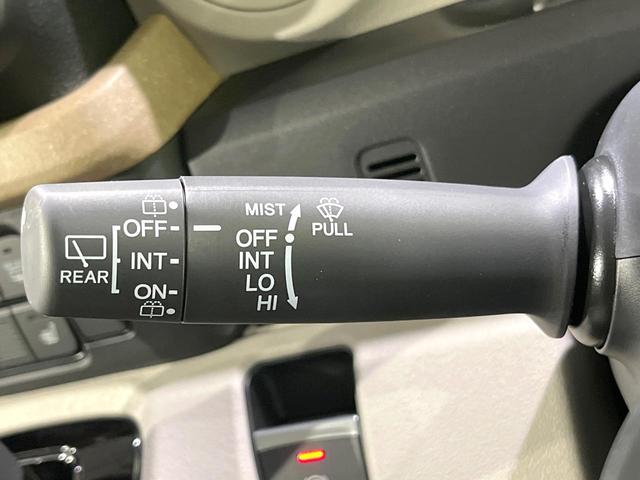 REAR
OFF
INT
ON
MIST
OFF
INT
LO
HI
PULL